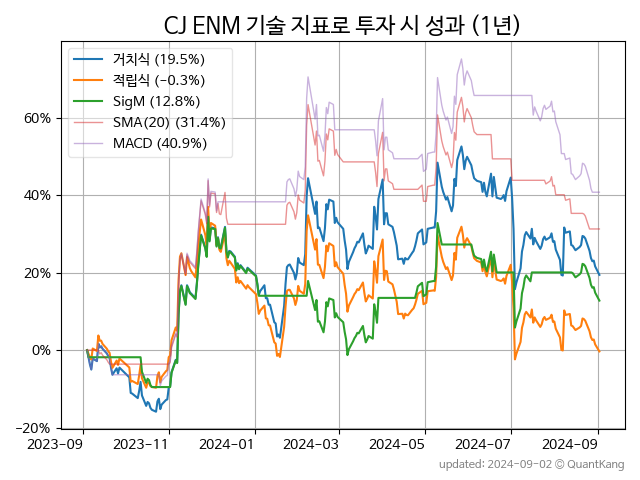 CJ ENM 기술 지표로 투자 시 성과 (1년)
거치식 (19.5%)
적립식 (−0.3%)
SigM (12.8%)
SMA(20) (31.4%)
MACD (40.9%)
60%
40%
20%
0%
−20%
2023-09 2023-11 2024-01 2024-03 2024-05 2024-07 2024-09
updated: 2024-09-02 © QuantKang